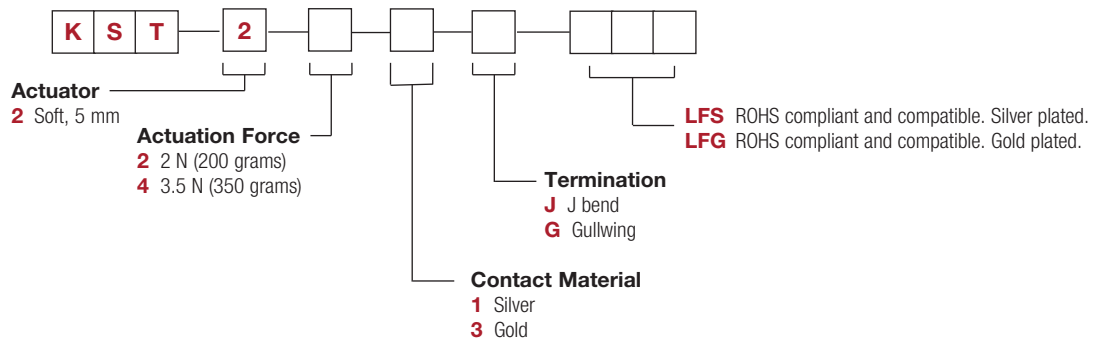 K S T 2
Actuator
2 Soft, 5 mm
Actuation Force
2 2 N (200 grams)
4 3.5 N (350 grams)
LFS ROHS compliant and compatible. Silver plated.
LFG ROHS compliant and compatible. Gold plated.
Termination
J J bend
G Gullwing
Contact Material
1 Silver
3 Gold